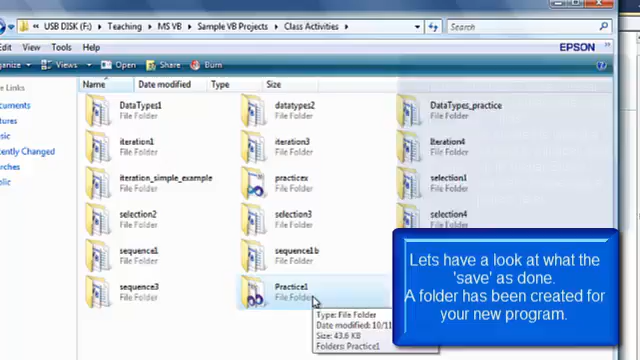 USB DISK (F:) Teaching MS VB Sample VB Projects Class Activities Search
Edit View Tools Help EPSON
Views Open Share Burn
Name Date modified Type Size
DataTypes1
File Folder
datatypes2
File Folder
DataTypes_practice
File Folder
iteration1
File Folder
iteration3
File Folder
Iteration4
File Folder
iteration_simple_example
File Folder
practicex
File Folder
selection1
File Folder
selection2
File Folder
selection3
File Folder
selection4
File Folder
sequence1
File Folder
sequence1b
File Folder
sequence3
File Folder
Practice1
File Folder
Type: File Folder
Date modified: 10/11
Size: 43.6 KB
Folders: Practice1
Lets have a look at what the
'save' as done.
A folder has been created for
your new program.